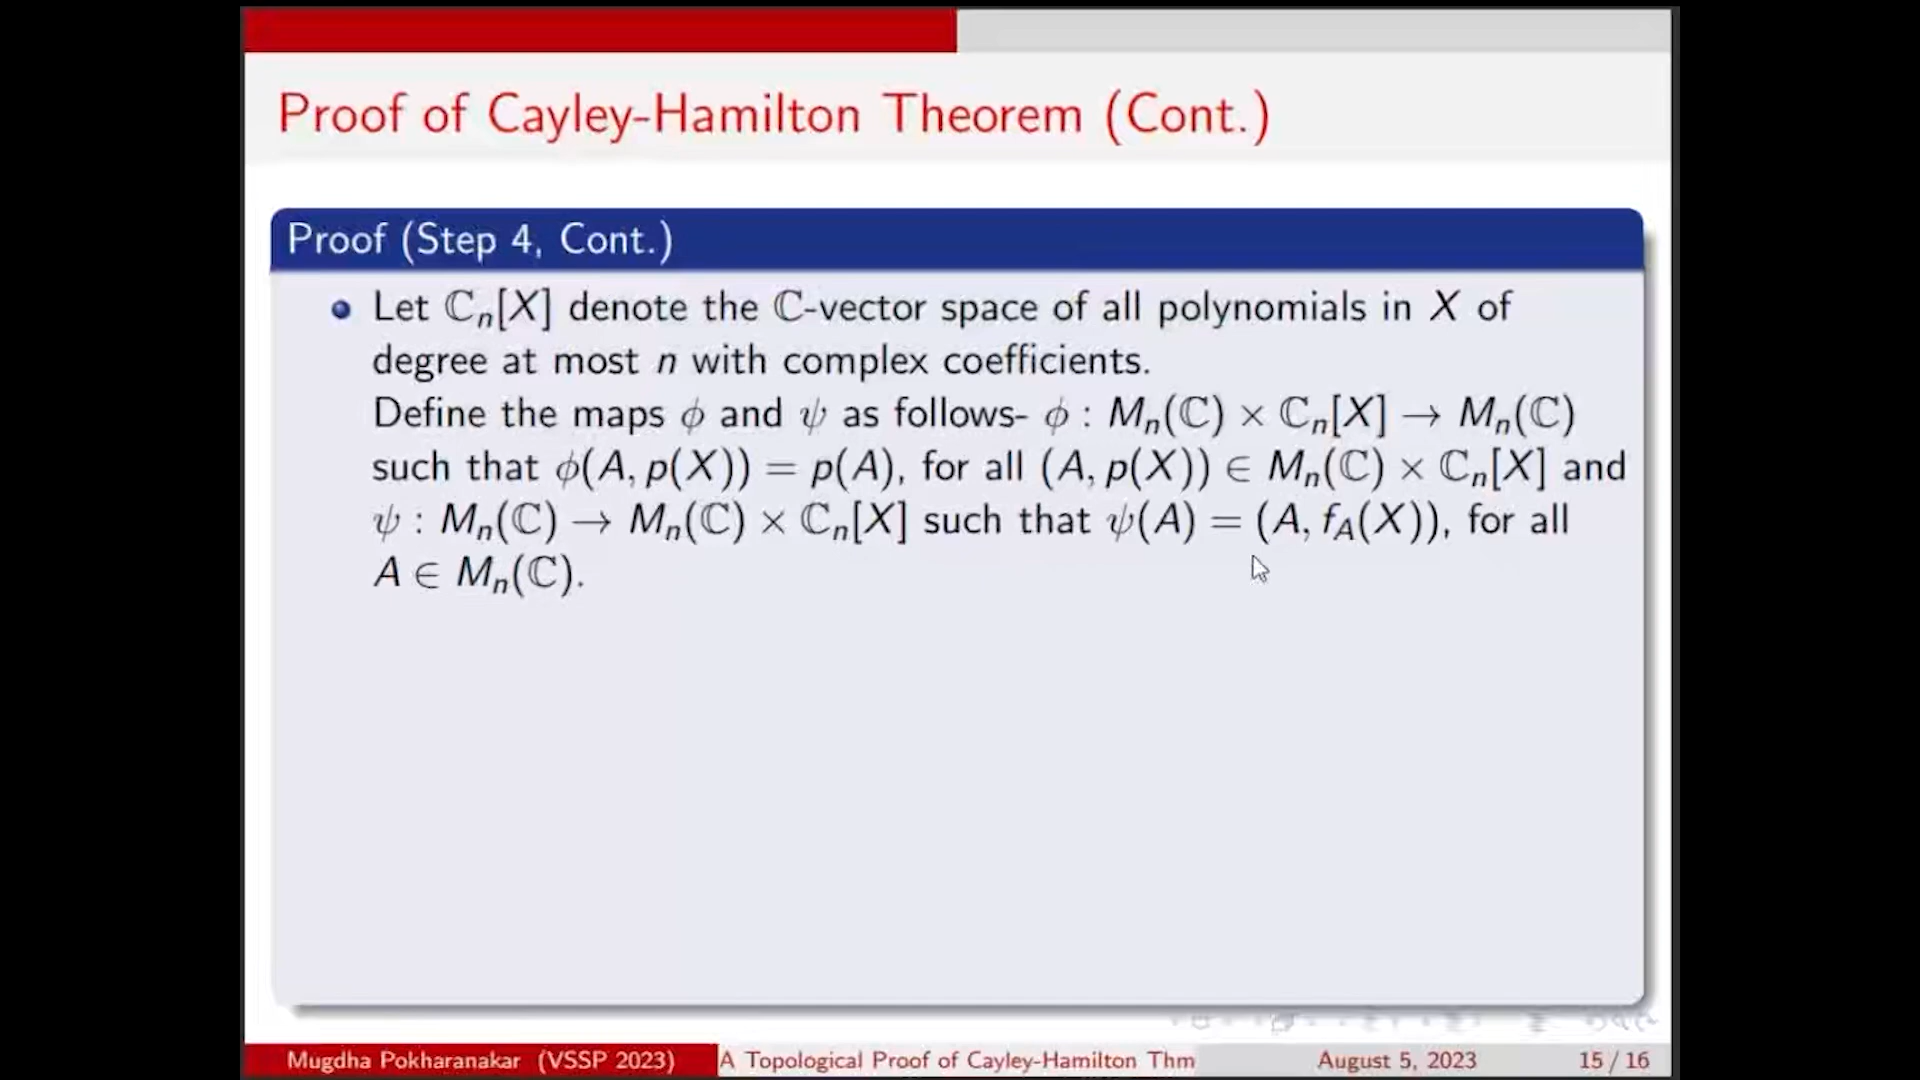 Proof of Cayley-Hamilton Theorem (Cont.)
Proof (Step 4, Cont.)
Let ℂₙ[X] denote the ℂ-vector space of all polynomials in X of
degree at most n with complex coefficients.
Define the maps ϕ and ψ as follows- ϕ : Mₙ(ℂ) × ℂₙ[X] → Mₙ(ℂ)
such that ϕ(A, p(X)) = p(A), for all (A, p(X)) ∈ Mₙ(ℂ) × ℂₙ[X] and
ψ : Mₙ(ℂ) → Mₙ(ℂ) × ℂₙ[X] such that ψ(A) = (A, f_A(X)), for all
A ∈ Mₙ(ℂ).
Mugdha Pokharanakar (VSSP 2023) A Topological Proof of Cayley-Hamilton Thm August 5, 2023 15 / 16